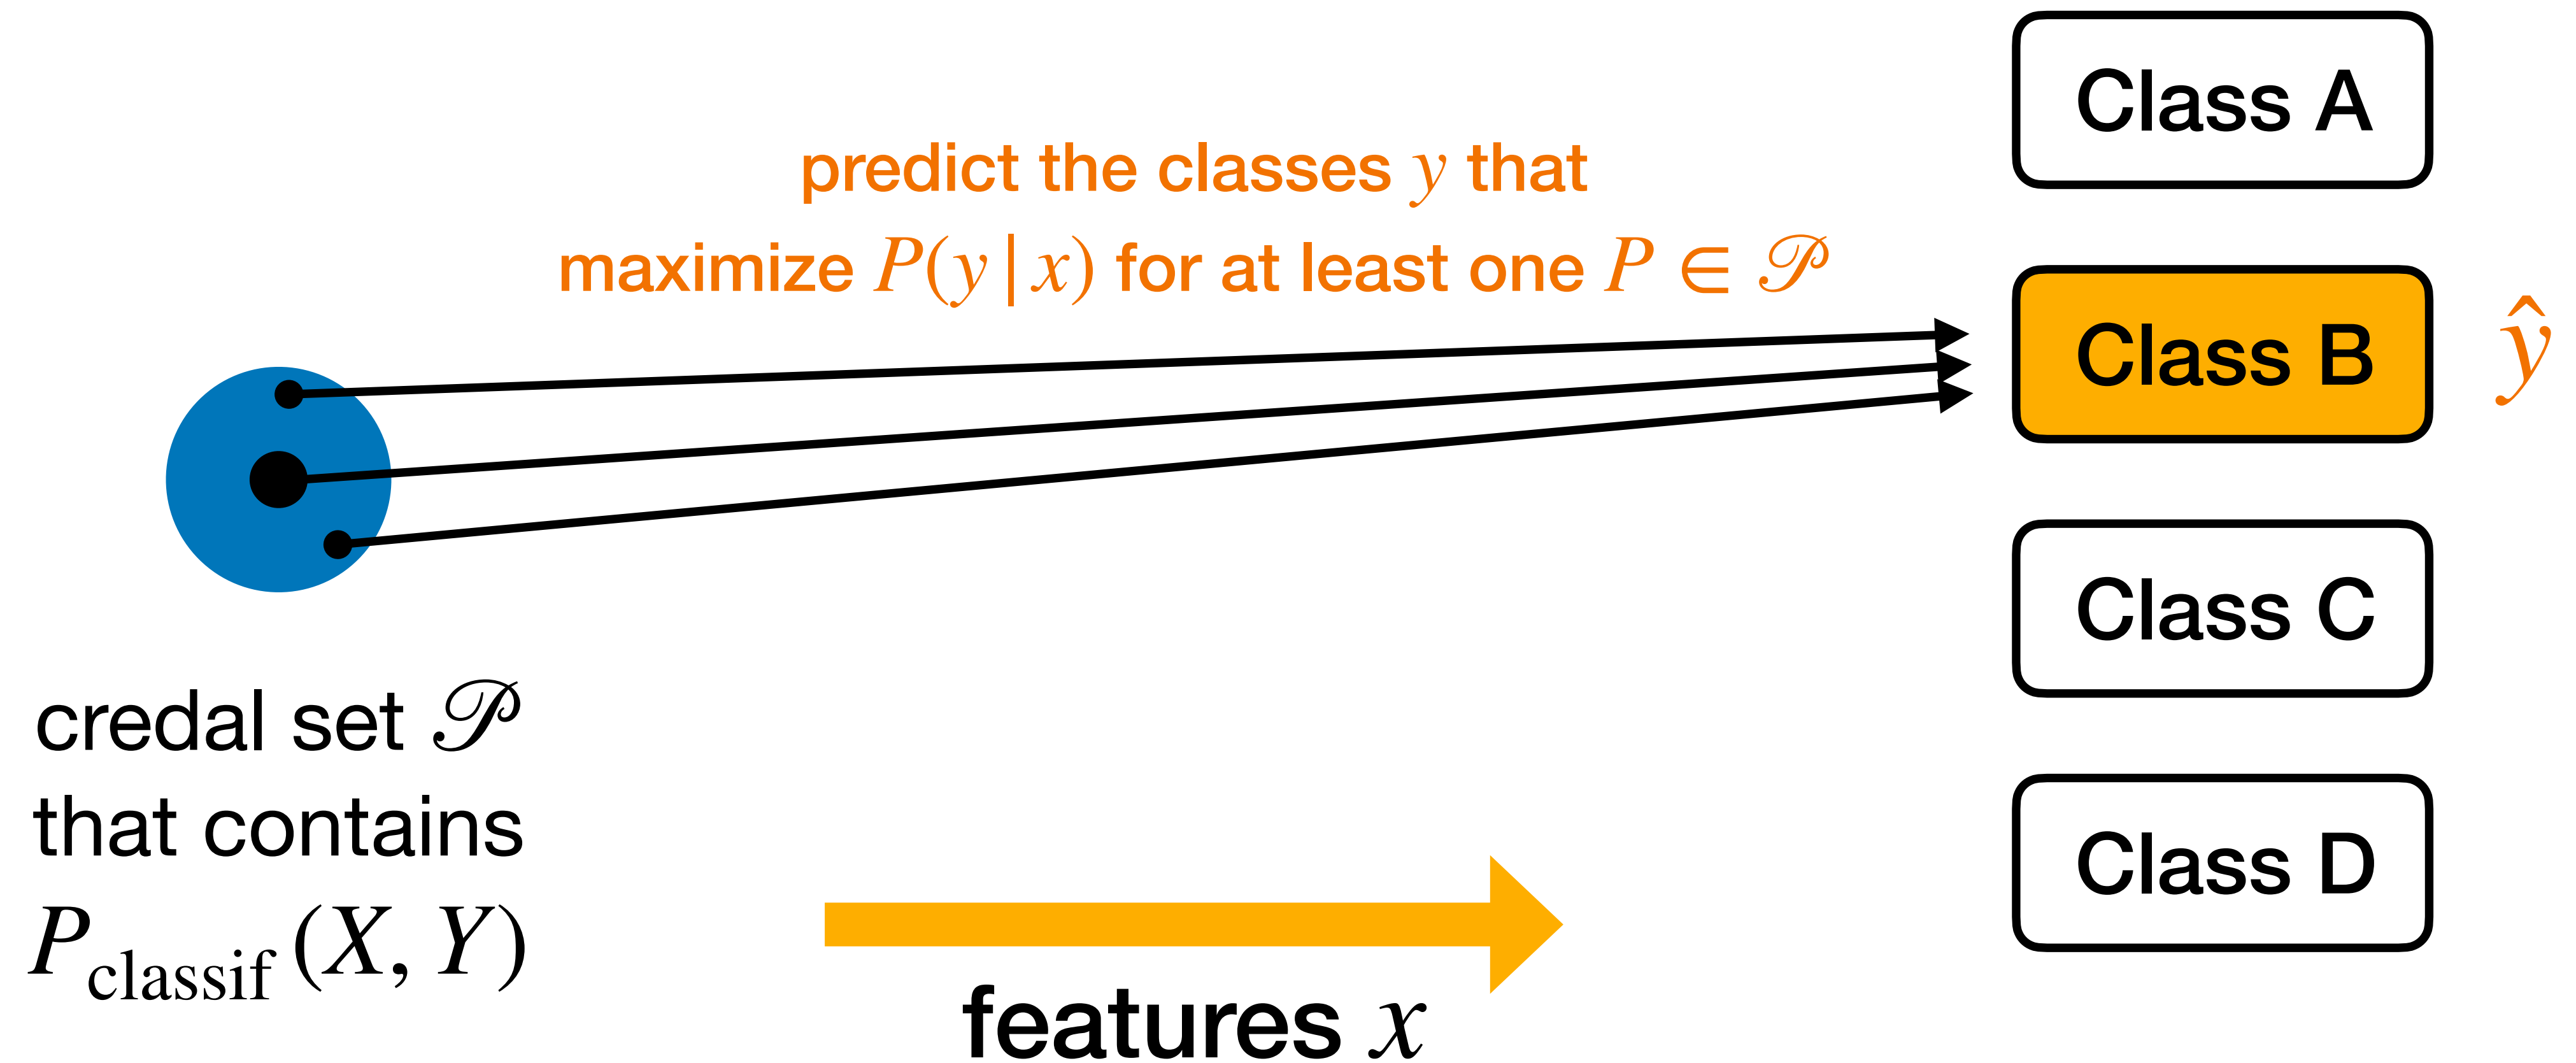 Class A
predict the classes y that
maximize P(y | x) for at least one P ∈ 𝒫
Class B
ŷ
Class C
credal set 𝒫
that contains
P_classif (X, Y)
Class D
features x